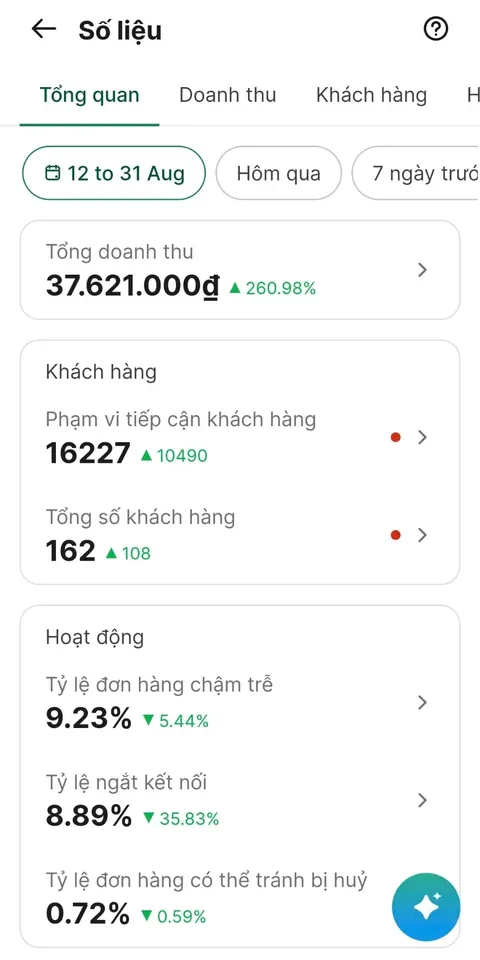 Số liệu
Tổng quan Doanh thu Khách hàng H
12 to 31 Aug Hôm qua 7 ngày trướ
Tổng doanh thu
37.621.000₫ ▲ 260.98%
Khách hàng
Phạm vi tiếp cận khách hàng
16227 ▲ 10490
Tổng số khách hàng
162 ▲ 108
Hoạt động
Tỷ lệ đơn hàng chậm trễ
9.23% ▼ 5.44%
Tỷ lệ ngắt kết nối
8.89% ▼ 35.83%
Tỷ lệ đơn hàng có thể tránh bị huỷ
0.72% ▼ 0.59%